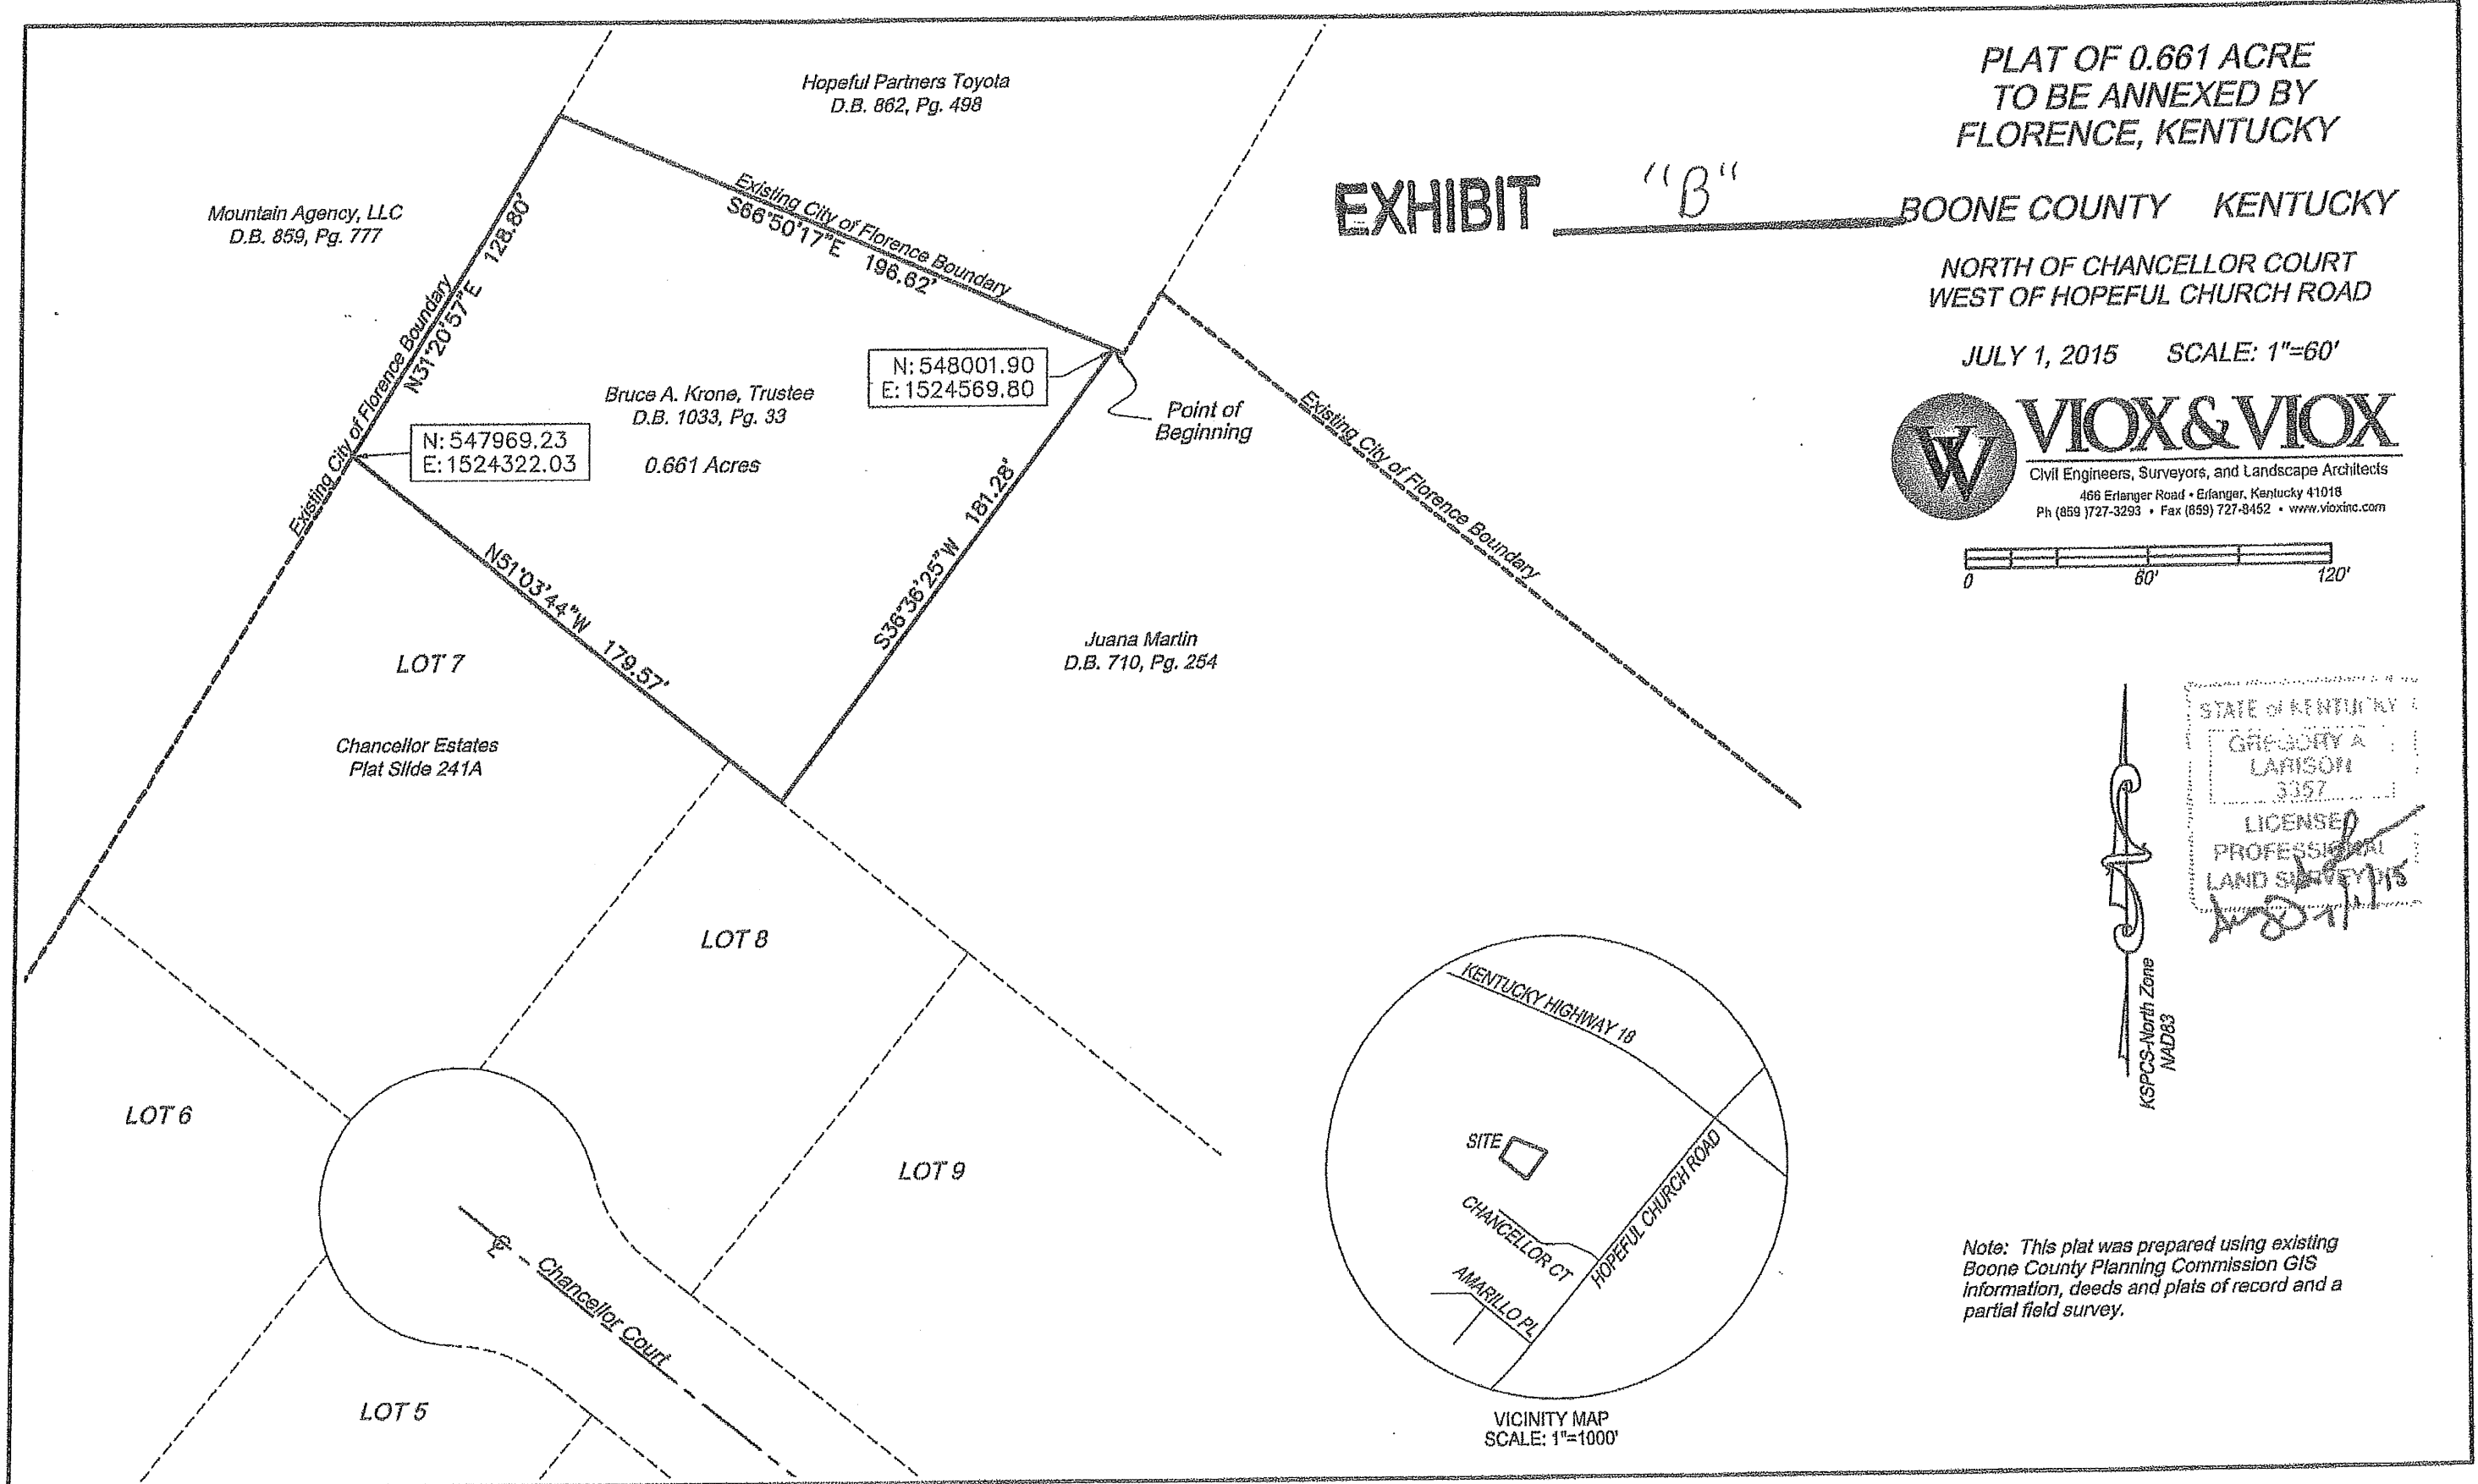 Hopeful Partners Toyota
D.B. 862, Pg. 498
Mountain Agency, LLC
D.B. 859, Pg. 777
Existing City of Florence Boundary
S66°50'17"E 196.62'
Existing City of Florence Boundary
N31°20'57"E 128.80'
N: 548001.90
E: 1524569.80
Point of
Beginning
Bruce A. Krone, Trustee
D.B. 1033, Pg. 33
0.661 Acres
N: 547969.23
E: 1524322.03
Existing City of Florence Boundary
N51°03'44"W 179.57'
S36°36'25"W 181.28'
Juana Martin
D.B. 710, Pg. 254
LOT 7
Chancellor Estates
Plat Slide 241A
LOT 8
LOT 6
LOT 9
LOT 5
Chancellor Court
EXHIBIT "B"
PLAT OF 0.661 ACRE
TO BE ANNEXED BY
FLORENCE, KENTUCKY
BOONE COUNTY KENTUCKY
NORTH OF CHANCELLOR COURT
WEST OF HOPEFUL CHURCH ROAD
JULY 1, 2015 SCALE: 1"=60'
VIOX & VIOX
Civil Engineers, Surveyors, and Landscape Architects
466 Erlanger Road • Erlanger, Kentucky 41018
Ph (859 )727-3293 • Fax (859) 727-8452 • www.vioxinc.com
0 60' 120'
STATE of KENTUCKY
GREGORY A
LARISON
3357
LICENSED
PROFESSIONAL
LAND SURVEYOR
KSPCS-North Zone
NAD83
KENTUCKY HIGHWAY 18
SITE
HOPEFUL CHURCH ROAD
CHANCELLOR CT
AMARILLO PL
VICINITY MAP
SCALE: 1"=1000'
Note: This plat was prepared using existing
Boone County Planning Commission GIS
information, deeds and plats of record and a
partial field survey.